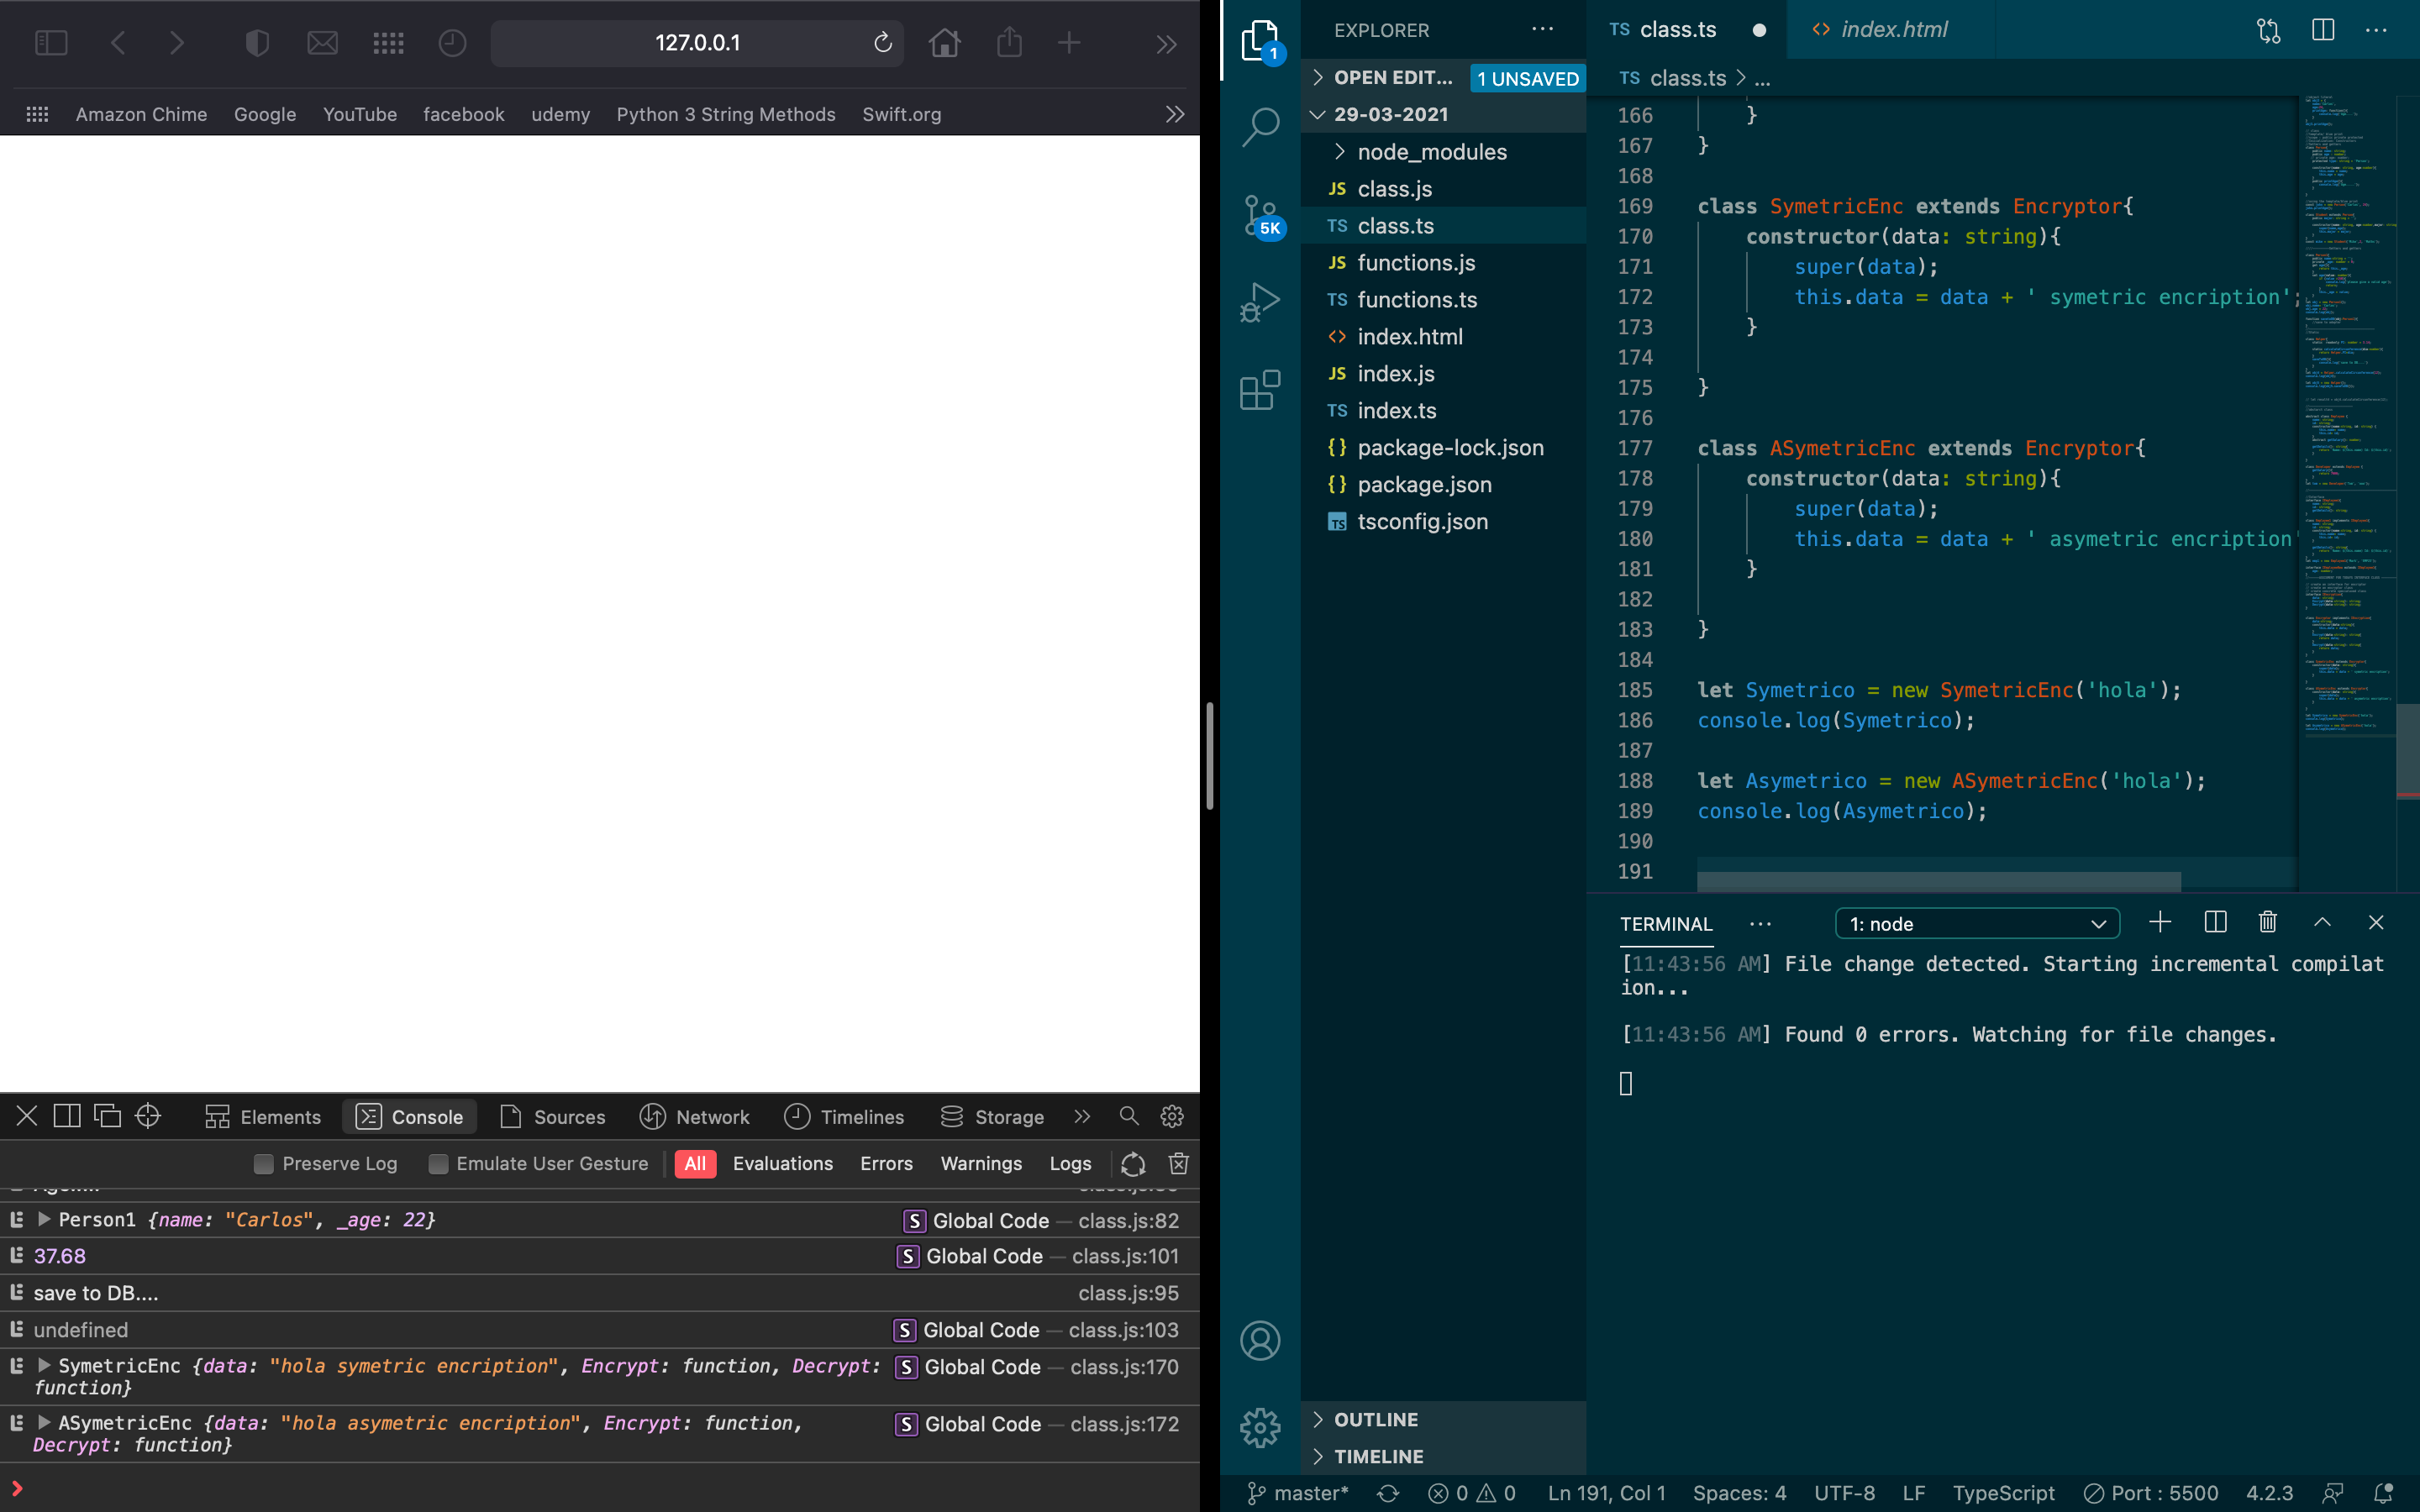 127.0.0.1
Amazon Chime Google YouTube facebook udemy Python 3 String Methods Swift.org
Elements Console Sources Network Timelines Storage
Preserve Log Emulate User Gesture All Evaluations Errors Warnings Logs
Person1 {name: "Carlos", _age: 22} S Global Code — class.js:82
37.68 S Global Code — class.js:101
save to DB.... class.js:95
undefined S Global Code — class.js:103
SymetricEnc {data: "hola symetric encription", Encrypt: function, Decrypt: S Global Code — class.js:170
function}
ASymetricEnc {data: "hola asymetric encription", Encrypt: function, S Global Code — class.js:172
Decrypt: function}
1
5K
EXPLORER
OPEN EDIT... 1 UNSAVED
29-03-2021
node_modules
JS class.js
TS class.ts
JS functions.js
TS functions.ts
index.html
JS index.js
TS index.ts
{} package-lock.json
{} package.json
TS tsconfig.json
OUTLINE
TIMELINE
TS class.ts index.html
TS class.ts > ...
166 }
167 }
168
169 class SymetricEnc extends Encryptor{
170 constructor(data: string){
171 super(data);
172 this.data = data + ' symetric encription';
173 }
174
175 }
176
177 class ASymetricEnc extends Encryptor{
178 constructor(data: string){
179 super(data);
180 this.data = data + ' asymetric encription'
181 }
182
183 }
184
185 let Symetrico = new SymetricEnc('hola');
186 console.log(Symetrico);
187
188 let Asymetrico = new ASymetricEnc('hola');
189 console.log(Asymetrico);
190
191
TERMINAL ... 1: node
[11:43:56 AM] File change detected. Starting incremental compilat
ion...
[11:43:56 AM] Found 0 errors. Watching for file changes.
master* 0 0 Ln 191, Col 1 Spaces: 4 UTF-8 LF TypeScript Port : 5500 4.2.3